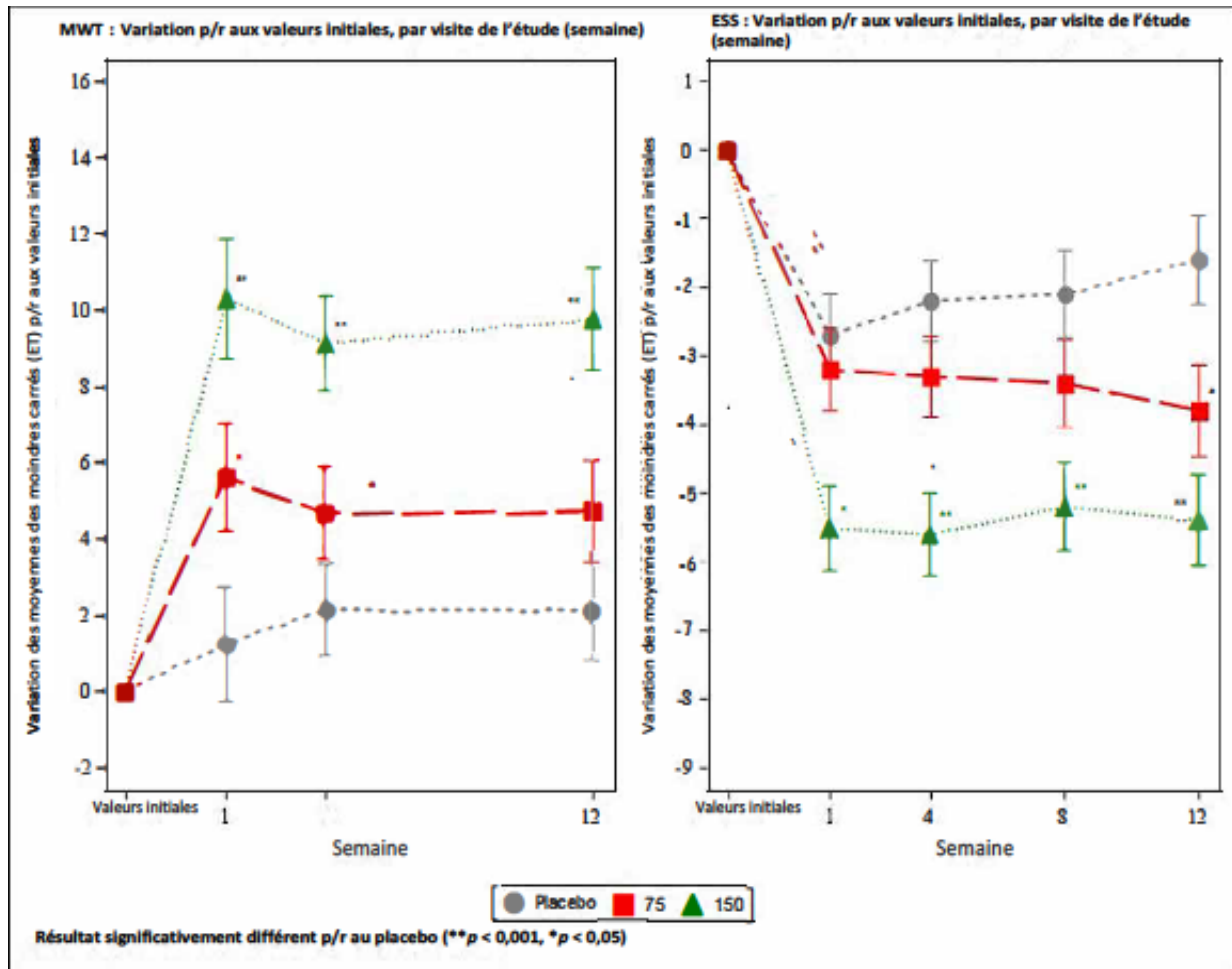 MWT : Variation p/r aux valeurs initiales, par visite de l'étude (semaine)
Variation des moyennes des moindres carrés (ET) p/r aux valeurs initiales
16
14
12
10
8
6
4
2
0
-2
Valeurs initiales
1
12
Semaine
ESS : Variation p/r aux valeurs initiales, par visite de l'étude
(semaine)
Variation des moyennes des moindres carrés (ET) p/r aux valeurs initiales
1
0
-1
-2
-3
-4
-5
-6
-7
-8
-9
Valeurs initiales
1
4
8
12
Semaine
Placebo 75 150
Résultat significativement différent p/r au placebo (**p < 0,001, *p < 0,05)